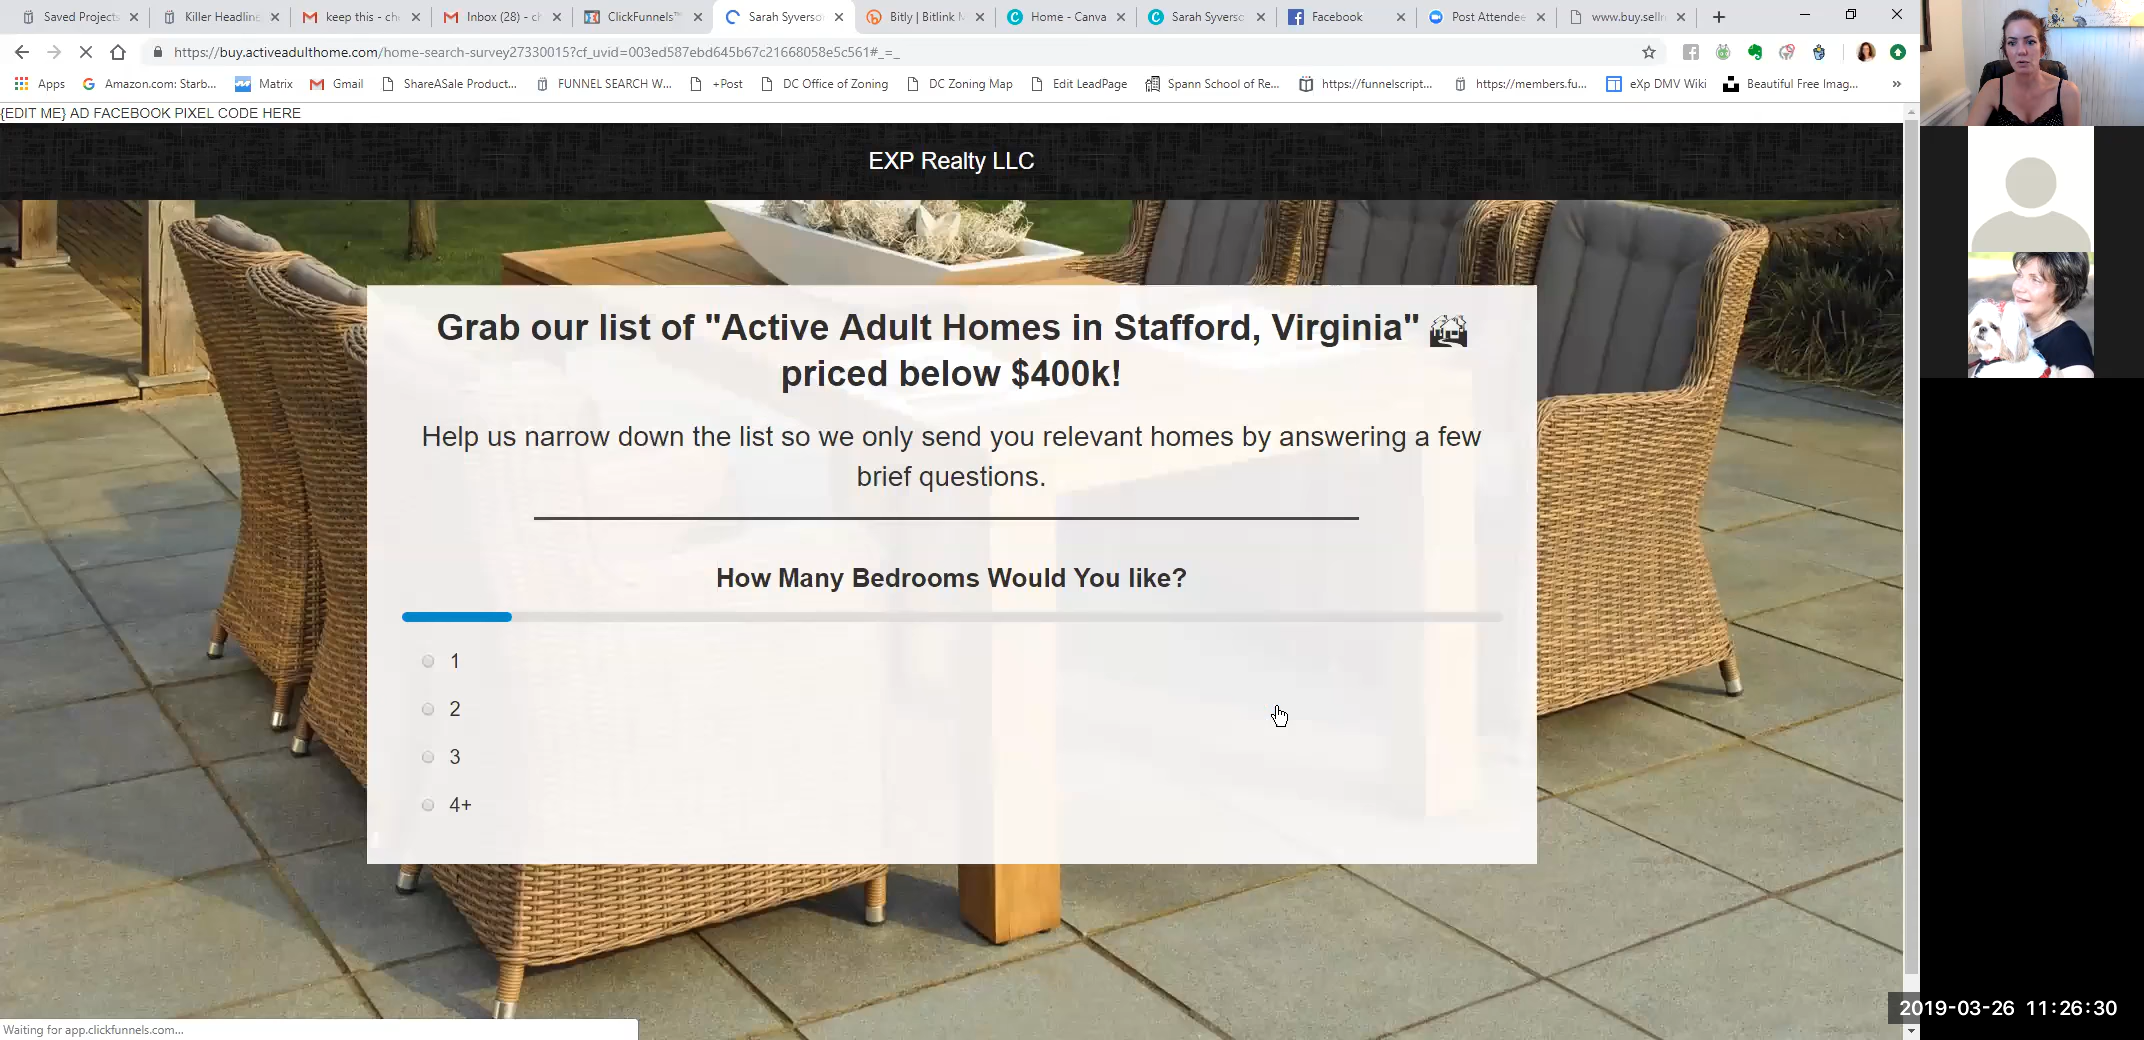 Saved Projects
Killer Headline
keep this - ch
Inbox (28) - ch
ClickFunnels™
Sarah Syverso
Bitly | Bitlink M
Home - Canva
Sarah Syverso
Facebook
Post Attendee
www.buy.sellr
https://buy.activeadulthome.com/home-search-survey27330015?cf_uvid=003ed587ebd645b67c21668058e5c561#_=_
Apps
Amazon.com: Starb...
Matrix
Gmail
ShareASale Product...
FUNNEL SEARCH W...
+Post
DC Office of Zoning
DC Zoning Map
Edit LeadPage
Spann School of Re...
https://funnelscript...
https://members.fu...
eXp DMV Wiki
Beautiful Free Imag...
»
{EDIT ME} AD FACEBOOK PIXEL CODE HERE
EXP Realty LLC
Grab our list of "Active Adult Homes in Stafford, Virginia" 🏘
priced below $400k!
Help us narrow down the list so we only send you relevant homes by answering a few
brief questions.
How Many Bedrooms Would You like?
1
2
3
4+
Waiting for app.clickfunnels.com...
2019-03-26 11:26:30